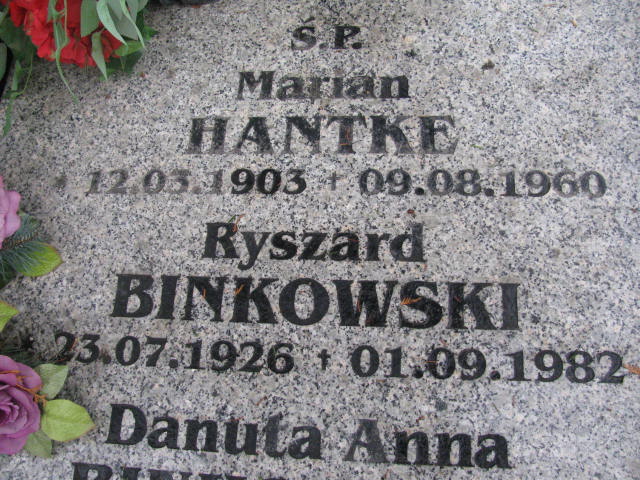 Ś.P.
Marian
HANTKE
* 12.03.1903 + 09.08.1960
Ryszard
BINKOWSKI
* 23.07.1926 + 01.09.1982
Danuta Anna